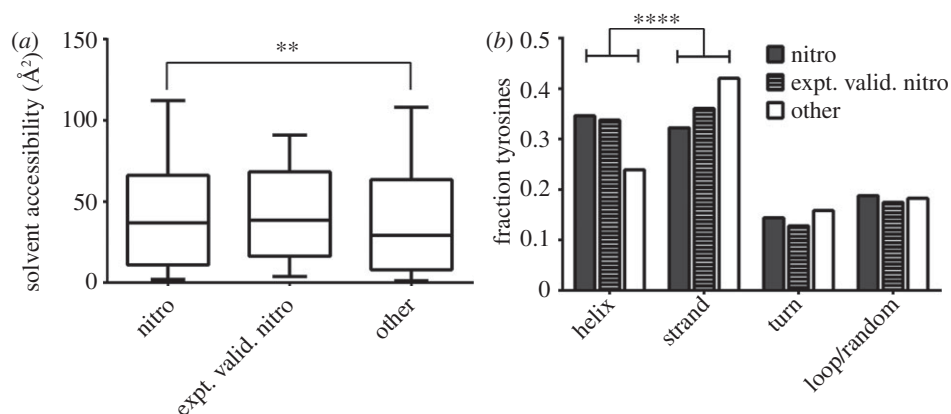 (a)
150
100
50
0
solvent accessibility (Å²)
**
nitro
expt. valid. nitro
other
(b)
0.5
0.4
0.3
0.2
0.1
0
fraction tyrosines
****
nitro
expt. valid. nitro
other
helix
strand
turn
loop/random